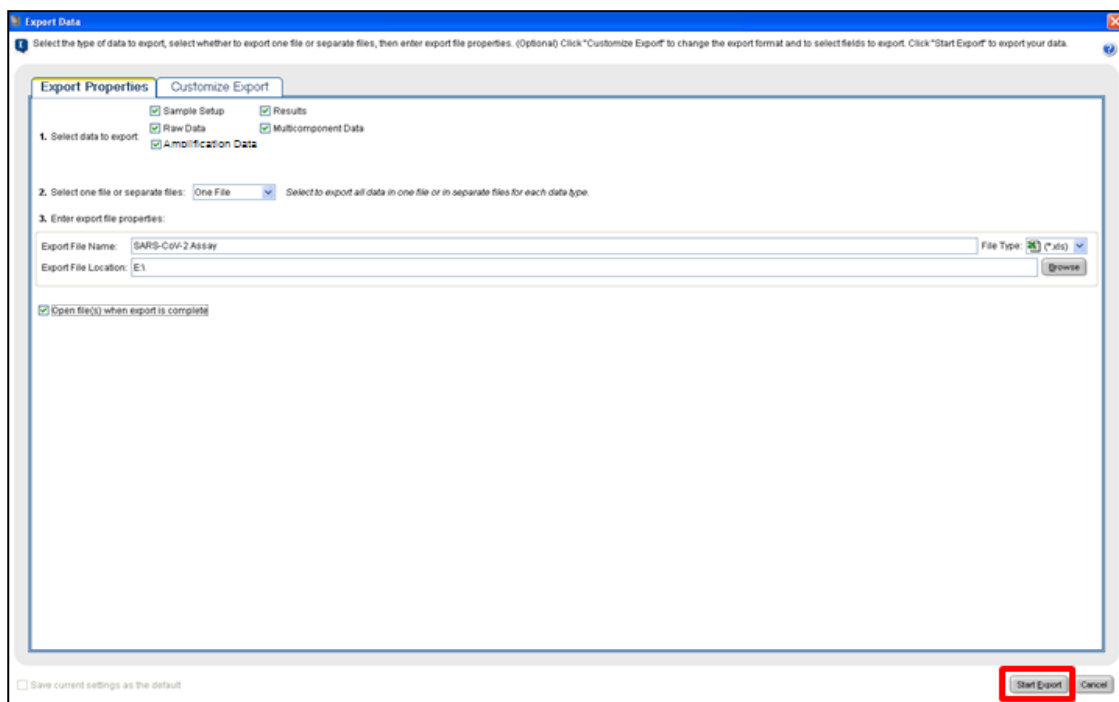 Export Data
Select the type of data to export, select whether to export one file or separate files, then enter export file properties. (Optional) Click "Customize Export" to change the export format and to select fields to export. Click "Start Export" to export your data.
Export Properties Customize Export
Sample Setup Results
1. Select data to export: Raw Data Multicomponent Data
Amplification Data
2. Select one file or separate files: One File Select to export all data in one file or in separate files for each data type.
3. Enter export file properties:
Export File Name: SARS-CoV-2 Assay File Type: (*.xls)
Export File Location: E:\ Browse
Open file(s) when export is complete
Save current settings as the default Start Export Cancel